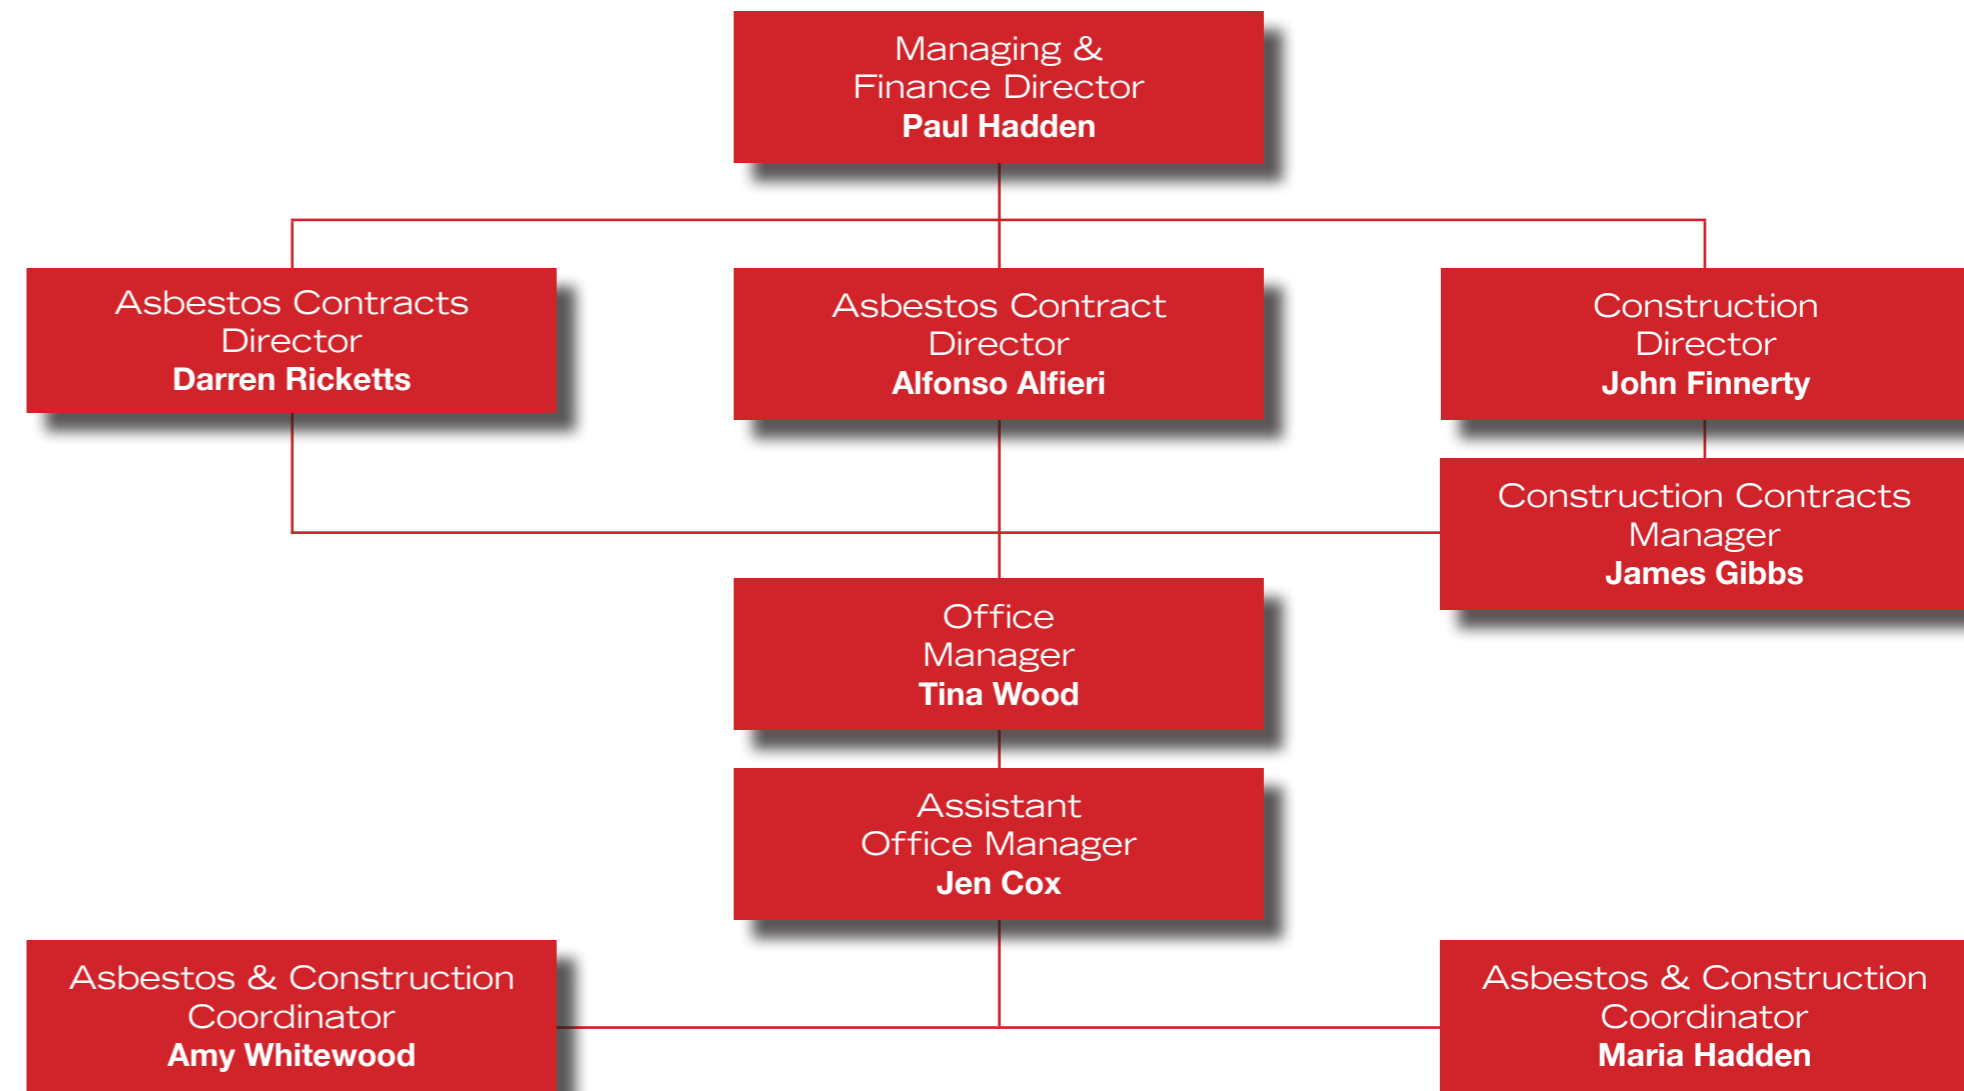 Managing &
Finance Director
Paul Hadden
Asbestos Contracts
Director
Darren Ricketts
Asbestos Contract
Director
Alfonso Alfieri
Construction
Director
John Finnerty
Construction Contracts
Manager
James Gibbs
Office
Manager
Tina Wood
Assistant
Office Manager
Jen Cox
Asbestos & Construction
Coordinator
Amy Whitewood
Asbestos & Construction
Coordinator
Maria Hadden